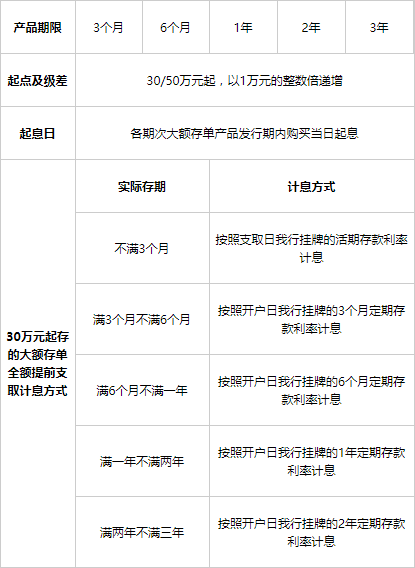 产品期限 3个月 6个月 1年 2年 3年
起点及级差 30/50万元起，以1万元的整数倍递增
起息日 各期次大额存单产品发行期内购买当日起息
30万元起存
的大额存单
全额提前支
取计息方式
实际存期 计息方式
不满3个月 按照支取日我行挂牌的活期存款利率
计息
满3个月不满6个月 按照开户日我行挂牌的3个月定期存
款利率计息
满6个月不满一年 按照开户日我行挂牌的6个月定期存
款利率计息
满一年不满两年 按照开户日我行挂牌的1年定期存款
利率计息
满两年不满三年 按照开户日我行挂牌的2年定期存款
利率计息